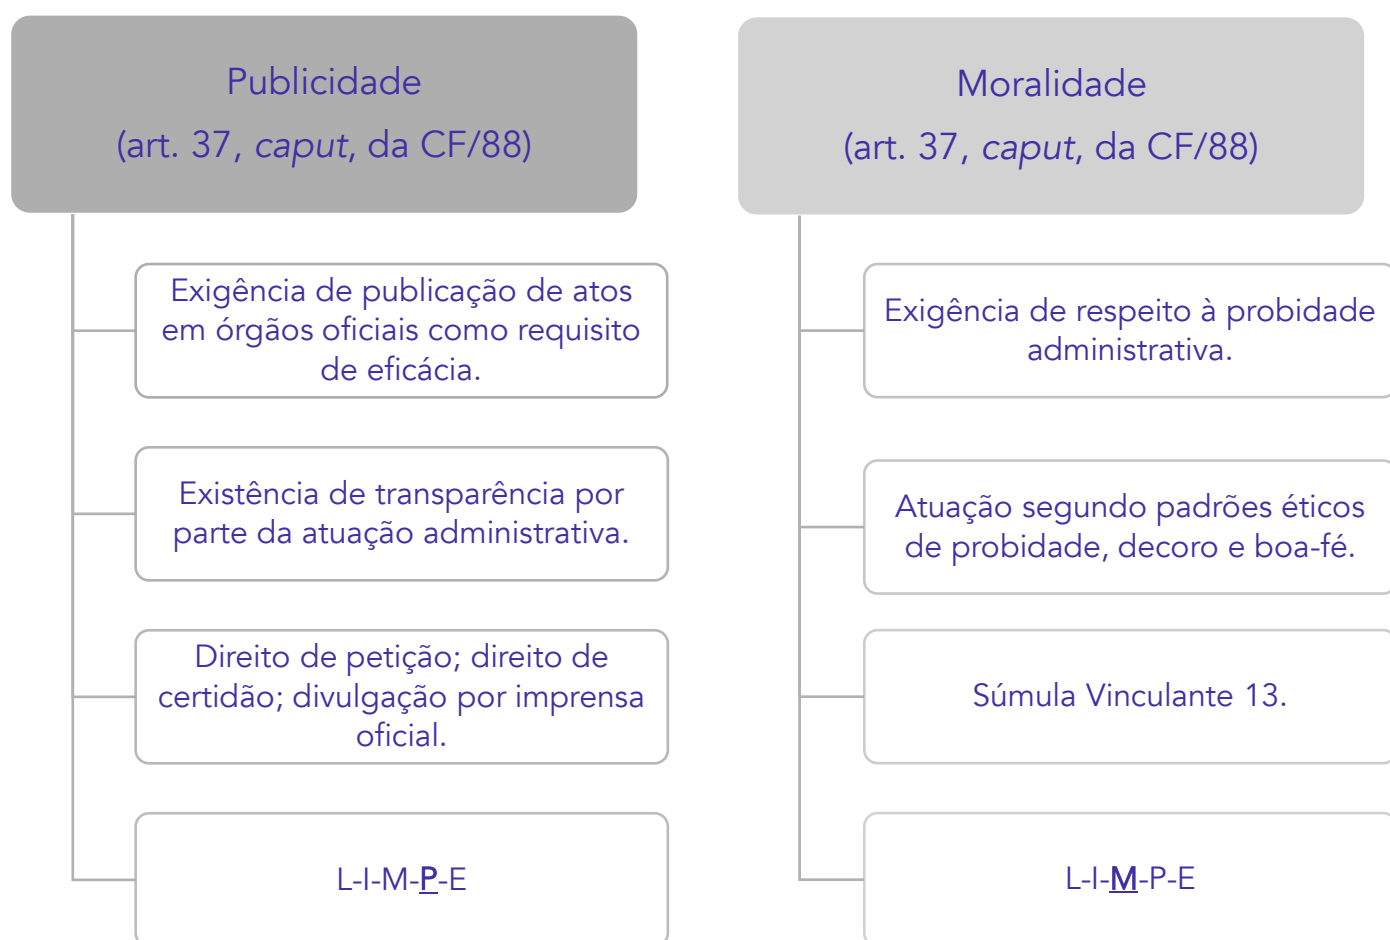 Publicidade
(art. 37, caput, da CF/88)
Exigência de publicação de atos
em órgãos oficiais como requisito
de eficácia.
Existência de transparência por
parte da atuação administrativa.
Direito de petição; direito de
certidão; divulgação por imprensa
oficial.
L-I-M-P-E
Moralidade
(art. 37, caput, da CF/88)
Exigência de respeito à probidade
administrativa.
Atuação segundo padrões éticos
de probidade, decoro e boa-fé.
Súmula Vinculante 13.
L-I-M-P-E